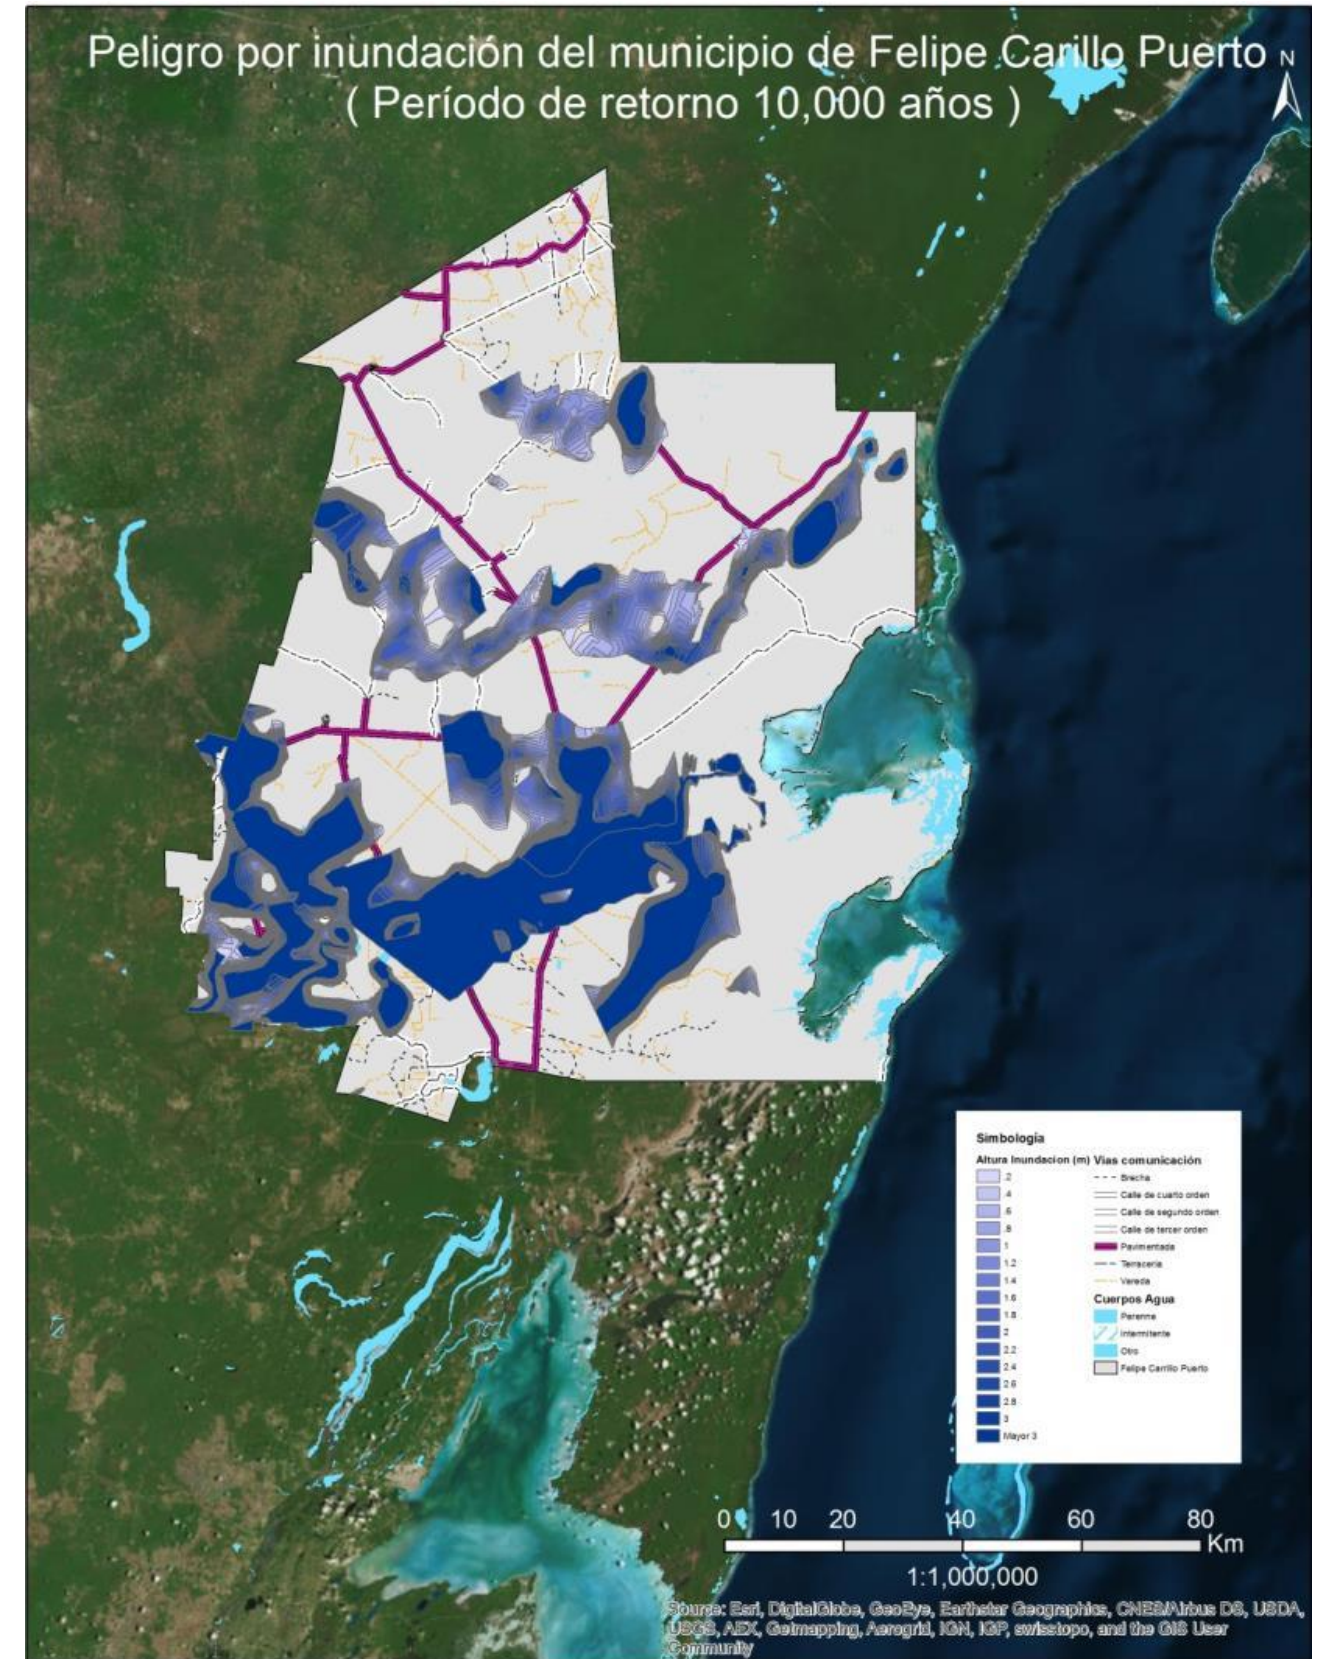 Peligro por inundación del municipio de Felipe Carillo Puerto
( Período de retorno 10,000 años )
N
Simbología
Altura Inundacion (m)
.2
.4
.6
.8
1
1.2
1.4
1.6
1.8
2
2.2
2.4
2.6
2.8
3
Mayor 3
Vias comunicación
Brecha
Calle de cuarto orden
Calle de segundo orden
Calle de tercer orden
Pavimentada
Terraceria
Vereda
Cuerpos Agua
Perenne
Intermitente
Otro
Felipe Carrillo Puerto
0 10 20 40 60 80
Km
1:1,000,000
Source: Esri, DigitalGlobe, GeoEye, Earthstar Geographics, CNES/Airbus DS, USDA,
USGS, AEX, Getmapping, Aerogrid, IGN, IGP, swisstopo, and the GIS User
Community